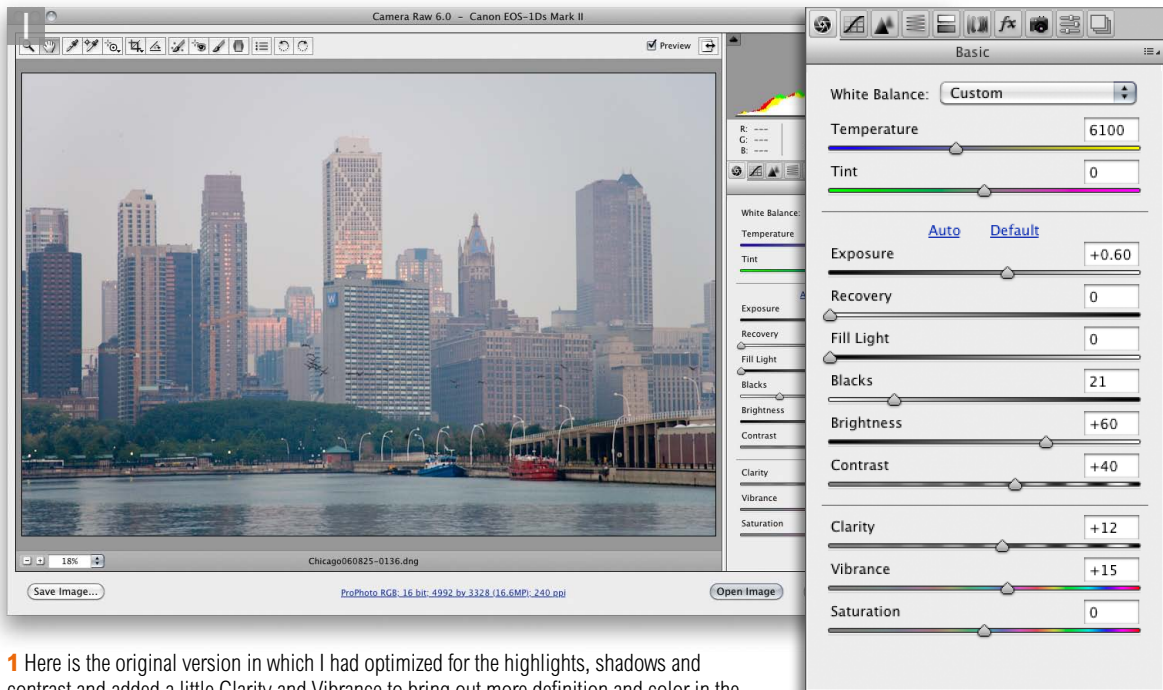 Camera Raw 6.0 – Canon EOS-1Ds Mark II
Preview
R: ---
G: ---
B: ---
White Balance:
Temperature
Tint
Exposure
Recovery
Fill Light
Blacks
Brightness
Contrast
Clarity
Vibrance
Saturation
W
18%
Chicago060825-0136.dng
Save Image...
ProPhoto RGB; 16 bit; 4992 by 3328 (16.6MP); 240 ppi
Open Image
fx
Basic
White Balance: Custom
Temperature 6100
Tint 0
Auto Default
Exposure +0.60
Recovery 0
Fill Light 0
Blacks 21
Brightness +60
Contrast +40
Clarity +12
Vibrance +15
Saturation 0
1 Here is the original version in which I had optimized for the highlights, shadows and
contrast and added a little Clarity and Vibrance to bring out more definition and color in the